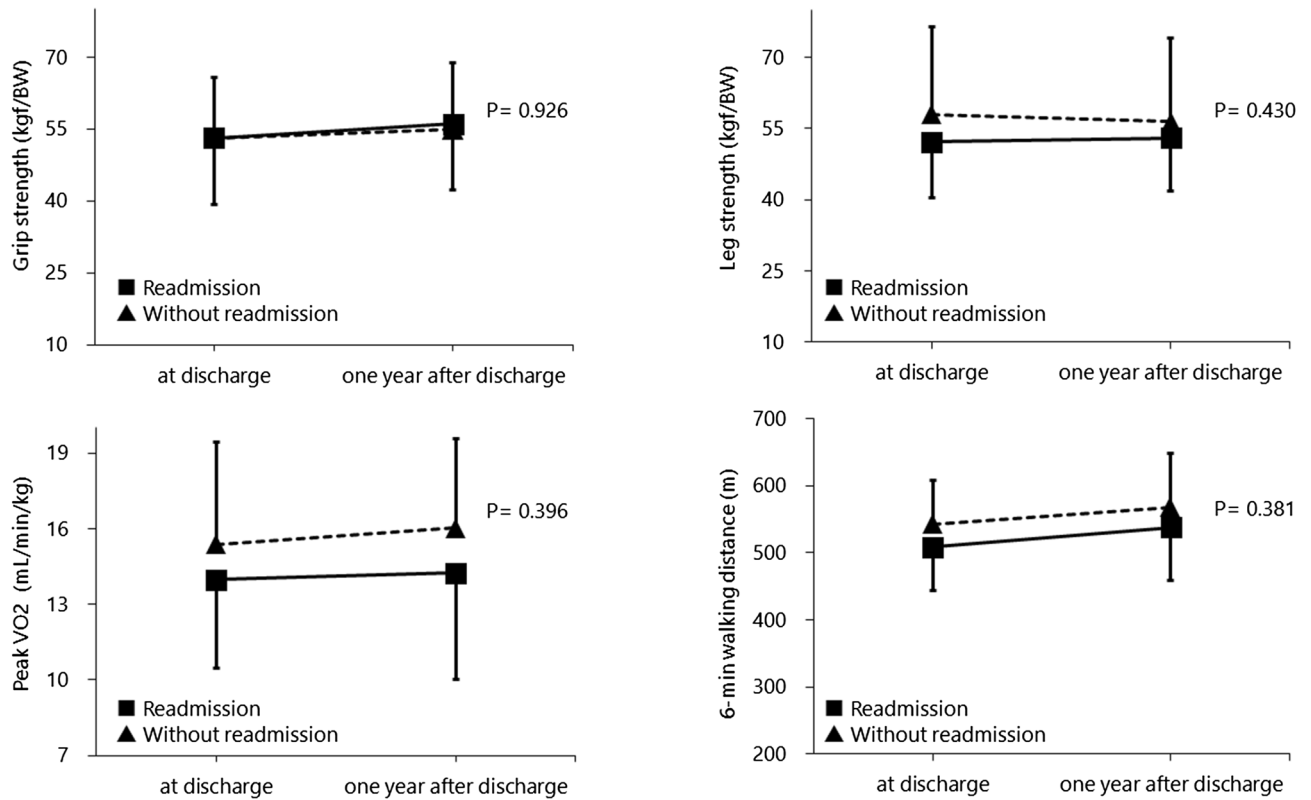 Grip strength (kgf/BW)
70
55
40
25
10
P= 0.926
Readmission
Without readmission
at discharge
one year after discharge
Leg strength (kgf/BW)
70
55
40
25
10
P= 0.430
Readmission
Without readmission
at discharge
one year after discharge
Peak VO2 (mL/min/kg)
19
16
13
10
7
P= 0.396
Readmission
Without readmission
at discharge
one year after discharge
6-min walking distance (m)
700
600
500
400
300
200
P= 0.381
Readmission
Without readmission
at discharge
one year after discharge